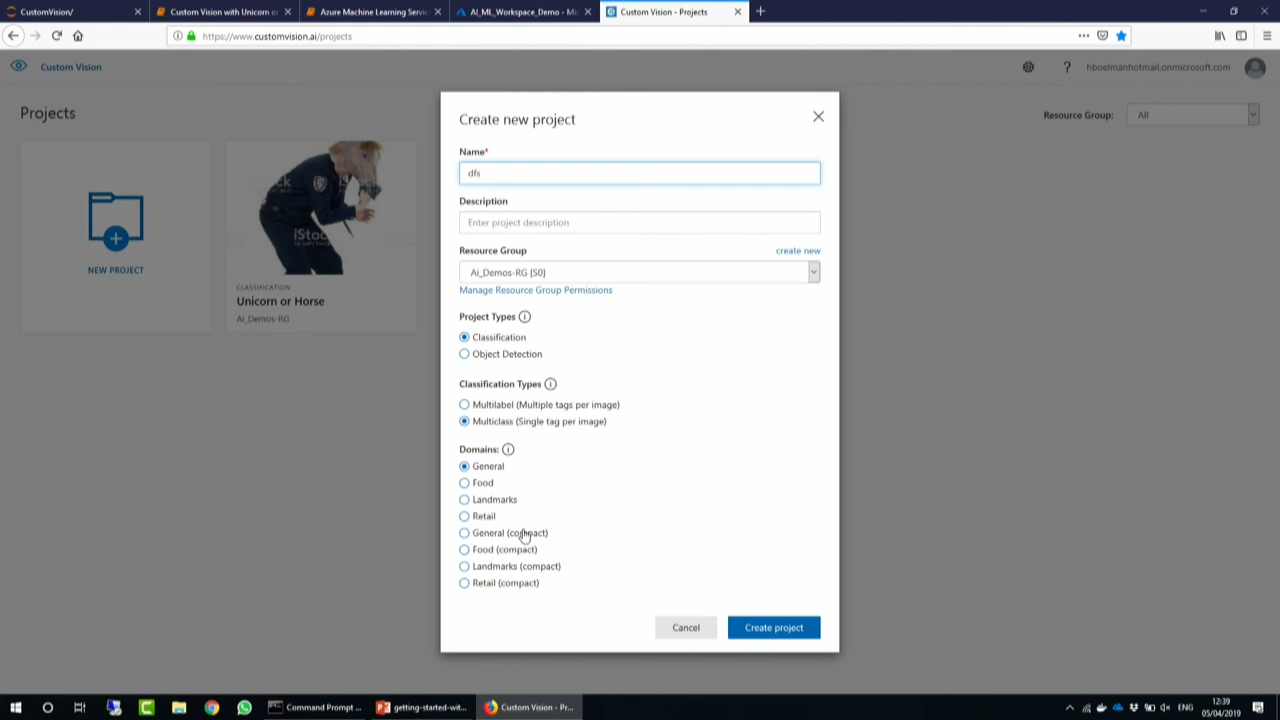 CustomVision/
Custom Vision with Unicorn or
Azure Machine Learning Servic
AI_ML_Workspace_Demo - Mic
Custom Vision - Projects
https://www.customvision.ai/projects
Custom Vision
hboelmanhotmail.onmicrosoft.com
Projects
Resource Group:
All
NEW PROJECT
iStoc
CLASSIFICATION
Unicorn or Horse
Ai_Demos-RG
Create new project
Name*
dfs
Description
Enter project description
Resource Group
create new
Ai_Demos-RG [S0]
Manage Resource Group Permissions
Project Types
Classification
Object Detection
Classification Types
Multilabel (Multiple tags per image)
Multiclass (Single tag per image)
Domains:
General
Food
Landmarks
Retail
General (compact)
Food (compact)
Landmarks (compact)
Retail (compact)
Cancel
Create project
Command Prompt ...
getting-started-wit...
Custom Vision - Pr...
ENG
12:39
05/04/2019